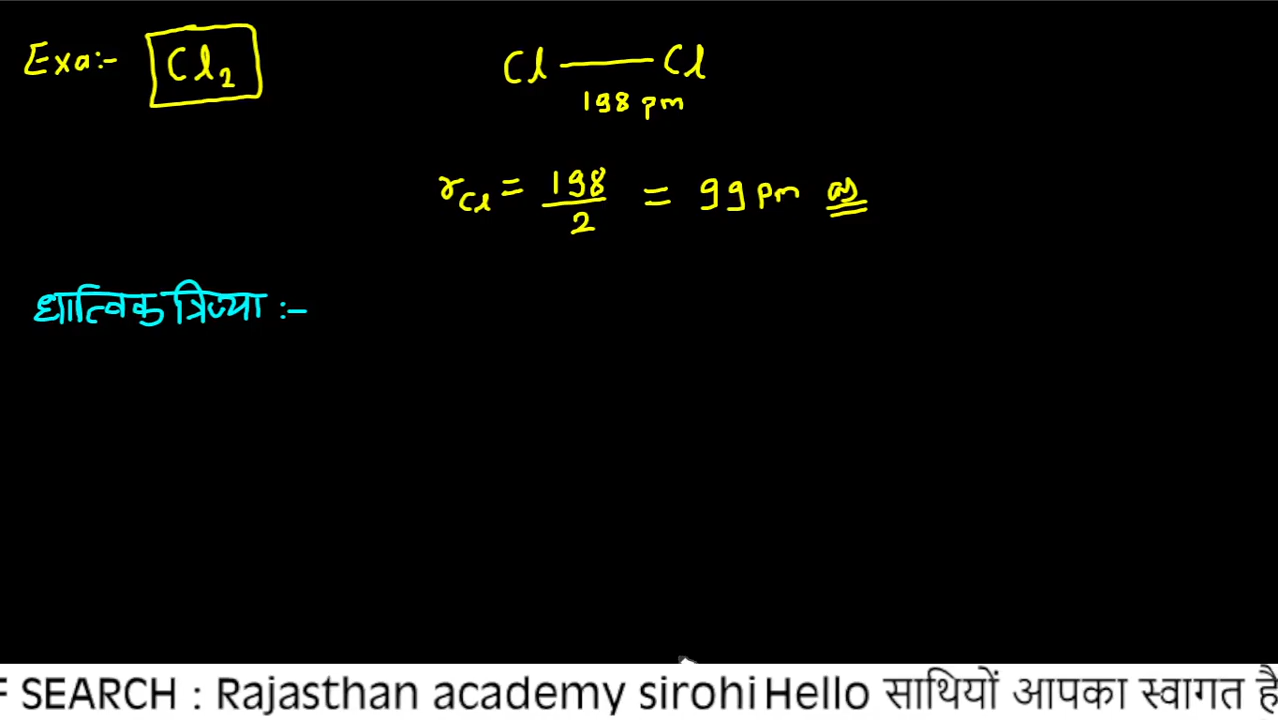 Exa:- Cl2 Cl — Cl
198 pm
rCl = 198/2 = 99 pm
धात्विक त्रिज्या :-
F SEARCH : Rajasthan academy sirohi Hello साथियों आपका स्वागत है